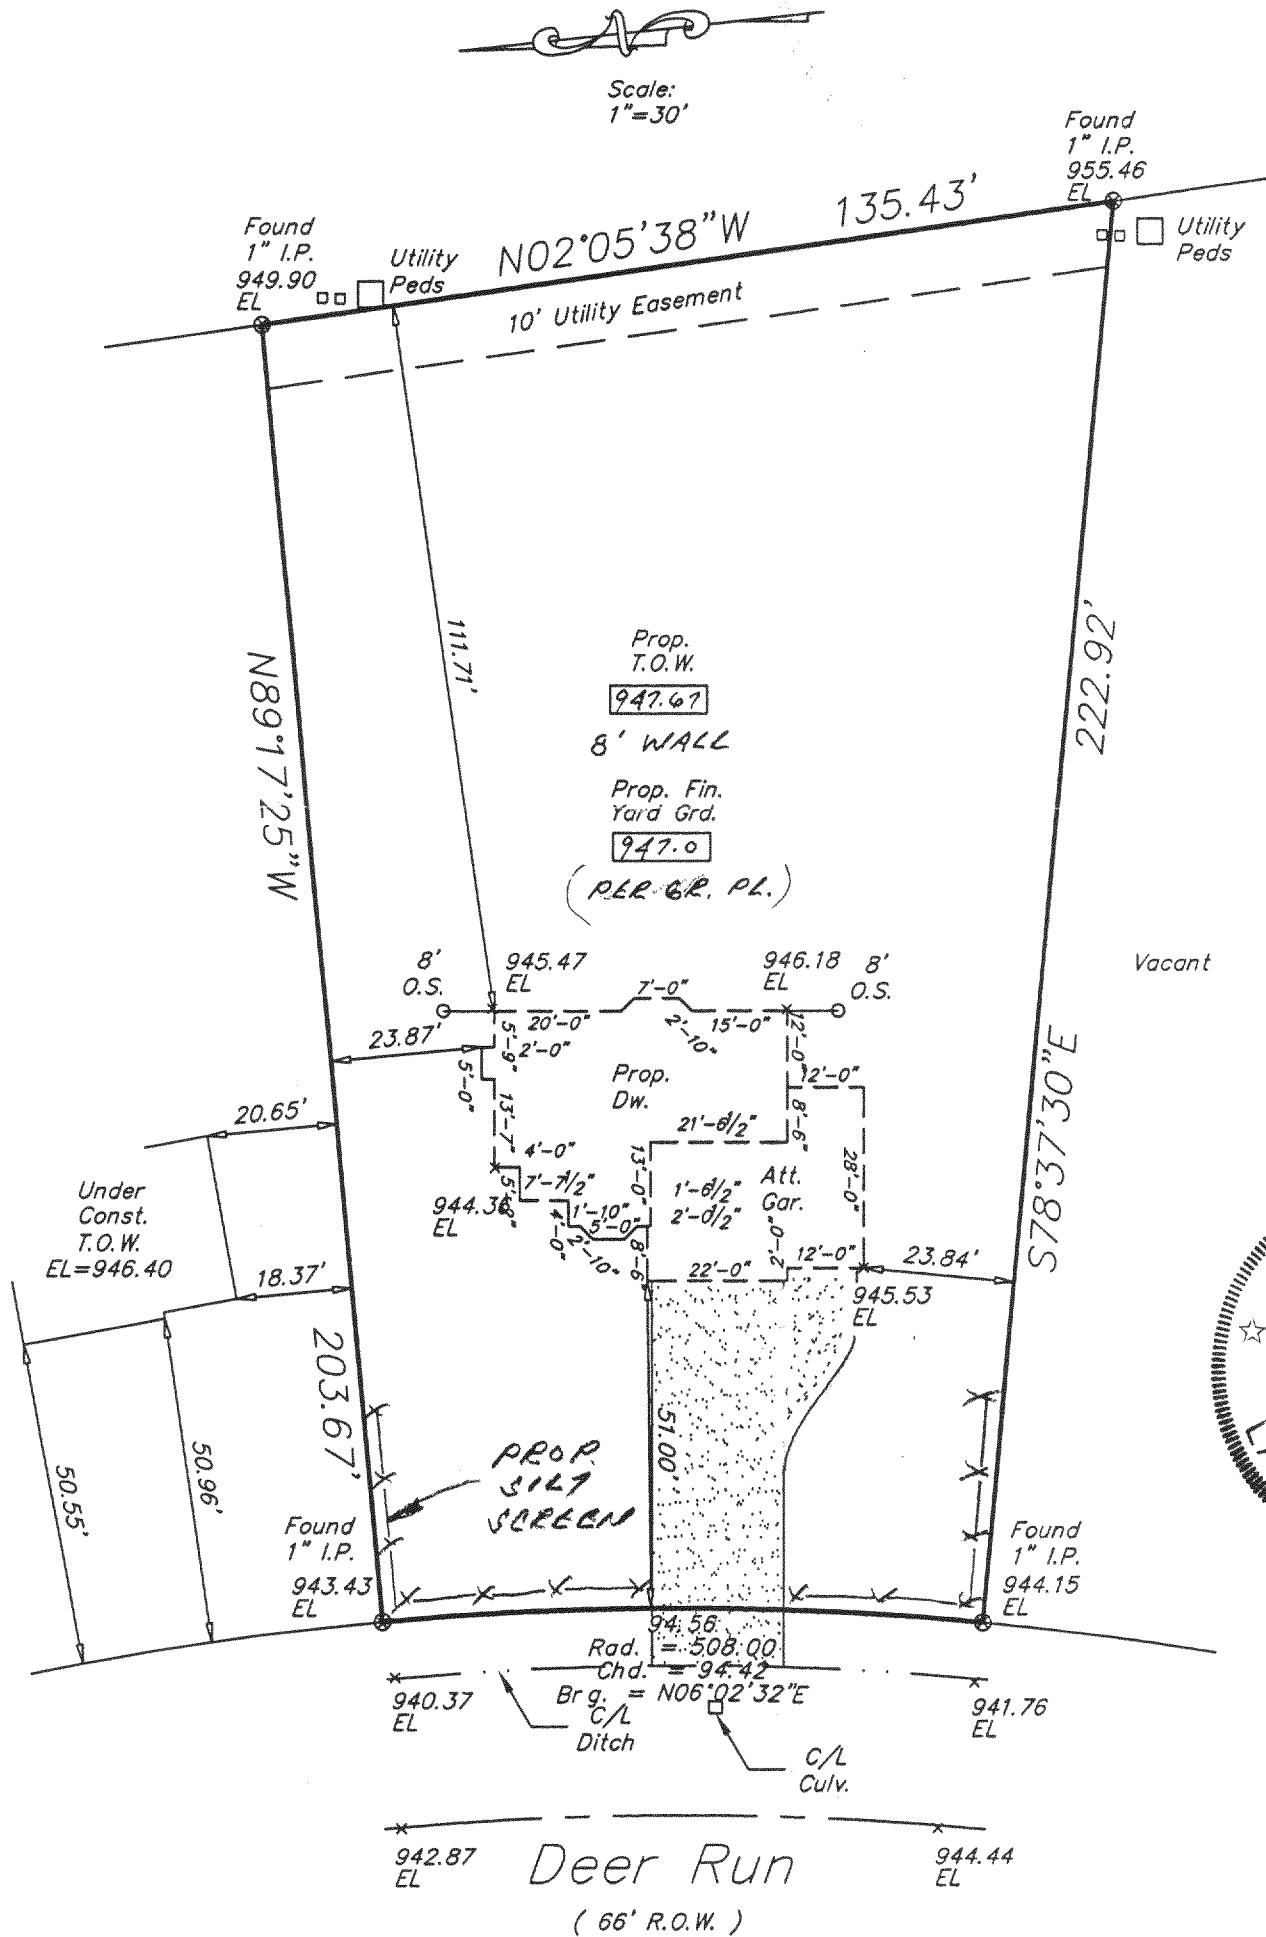 Scale:
1"=30'
Found
1" I.P.
955.46
EL
135.43'
N02°05'38"W
Found
1" I.P.
949.90
EL
Utility
Peds
Utility
Peds
10' Utility Easement
111.71'
N89°17'25"W
222.92'
Prop.
T.O.W.
947.67
8' WALL
Prop. Fin.
Yard Grd.
947.0
(PER GR. PL.)
8'
O.S.
945.47
EL
946.18
EL
8'
O.S.
Vacant
7'-0"
20'-0"
2'-10"
15'-0"
12'-0"
23.87'
5'-9"
2'-0"
5'-0"
Prop.
Dw.
12'-0"
S78°37'30"E
13'-7"
20.65'
21'-6 1/2"
8'-6"
4'-0"
13'-0"
28'-0"
7'-7 1/2"
5'-8"
944.36
EL
1'-6 1/2"
2'-0 1/2"
Att.
Gar.
Under
Const.
T.O.W.
EL=946.40
1'-10"
5'-0"
4'-0"
2'-10"
8'-6"
2'-0"
12'-0"
23.84'
18.37'
22'-0"
945.53
EL
203.67'
51.00'
50.96'
50.55'
PROP.
SILT
SCREEN
Found
1" I.P.
943.43
EL
Found
1" I.P.
944.15
EL
94.56
Rad. = 508.00
Chd. = 94.42
Brg. = N06°02'32"E
940.37
EL
C/L
Ditch
941.76
EL
C/L
Culv.
942.87
EL
Deer Run
944.44
EL
( 66' R.O.W. )